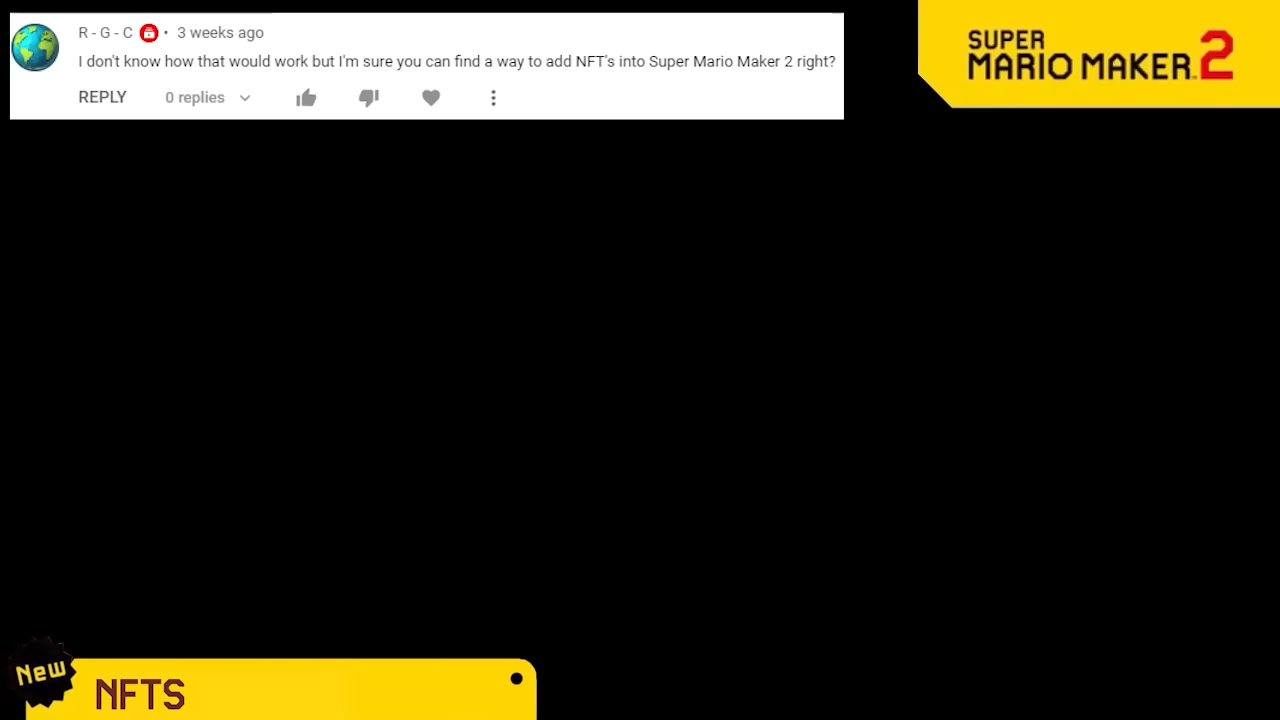 R - G - C • 3 weeks ago
I don't know how that would work but I'm sure you can find a way to add NFT's into Super Mario Maker 2 right?
REPLY 0 replies
SUPER
MARIO MAKER 2
New
NFTS